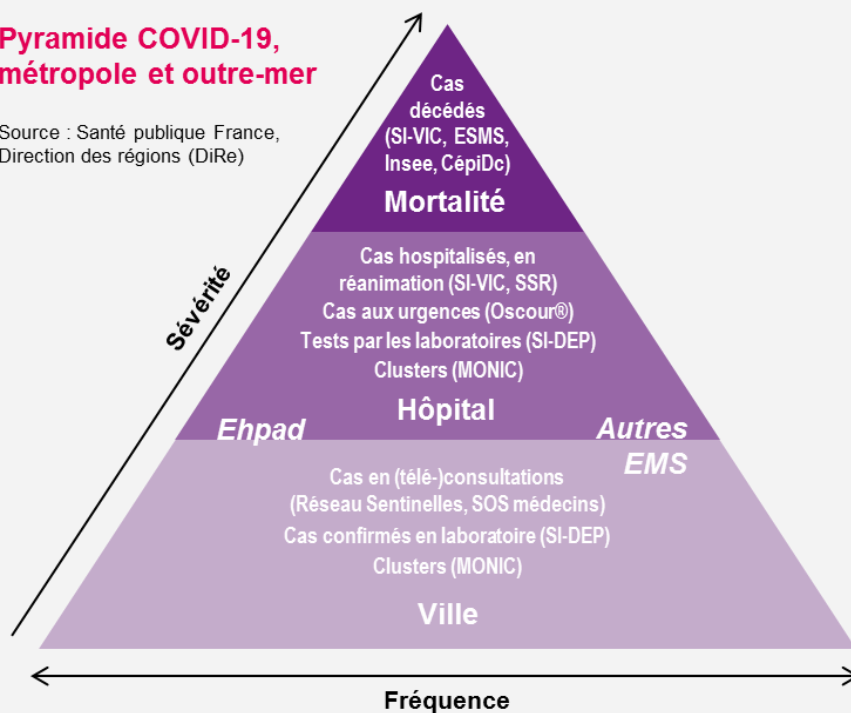 Pyramide COVID-19,
métropole et outre-mer
Source : Santé publique France,
Direction des régions (DiRe)
Sévérité
Cas
décédés
(SI-VIC, ESMS,
Insee, CépiDc)
Mortalité
Cas hospitalisés, en
réanimation (SI-VIC, SSR)
Cas aux urgences (Oscour®)
Tests par les laboratoires (SI-DEP)
Clusters (MONIC)
Hôpital
Ehpad
Autres
EMS
Cas en (télé-)consultations
(Réseau Sentinelles, SOS médecins)
Cas confirmés en laboratoire (SI-DEP)
Clusters (MONIC)
Ville
Fréquence